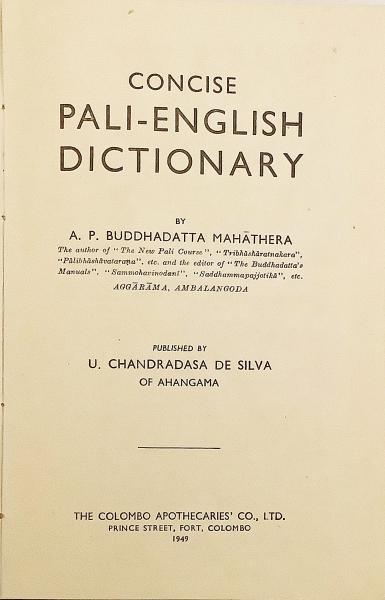 CONCISE
PALI-ENGLISH
DICTIONARY
BY
A. P. BUDDHADATTA MAHĀTHERA
The author of "The New Pali Course", "Tribhāshāratnakara",
"Pālibhāshāvataraṇa", etc. and the editor of "The Buddhadatta's
Manuals", "Sammohavinodanī", "Saddhammapajjotikā", etc.
AGGĀRĀMA, AMBALANGODA
PUBLISHED BY
U. CHANDRADASA DE SILVA
OF AHANGAMA
THE COLOMBO APOTHECARIES' CO., LTD.
PRINCE STREET, FORT, COLOMBO
1949